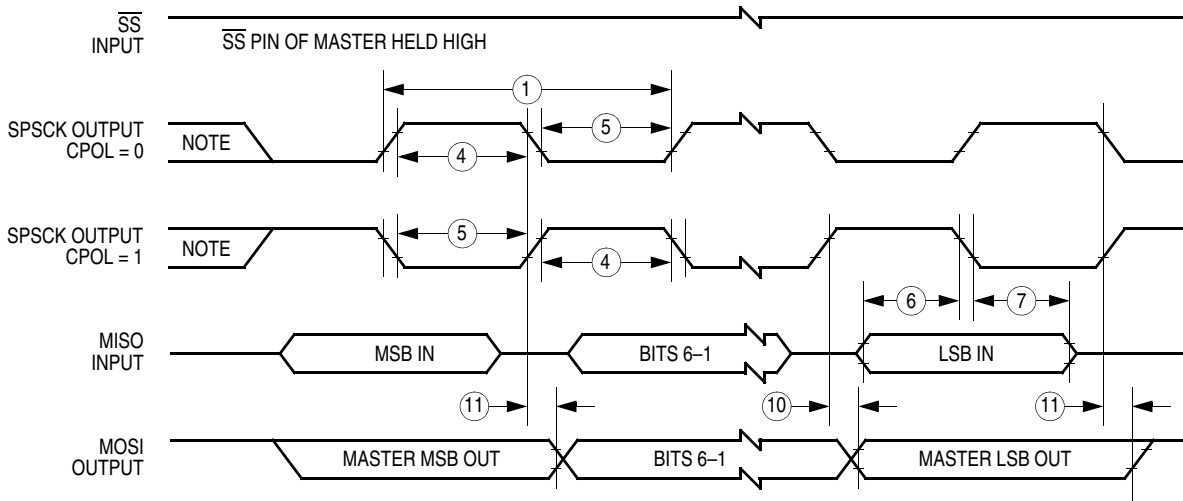 SS
INPUT
SS PIN OF MASTER HELD HIGH
1
SPSCK OUTPUT
CPOL = 0
NOTE
4
5
SPSCK OUTPUT
CPOL = 1
NOTE
5
4
6
7
MISO
INPUT
MSB IN
BITS 6–1
LSB IN
11
10
11
MOSI
OUTPUT
MASTER MSB OUT
BITS 6–1
MASTER LSB OUT